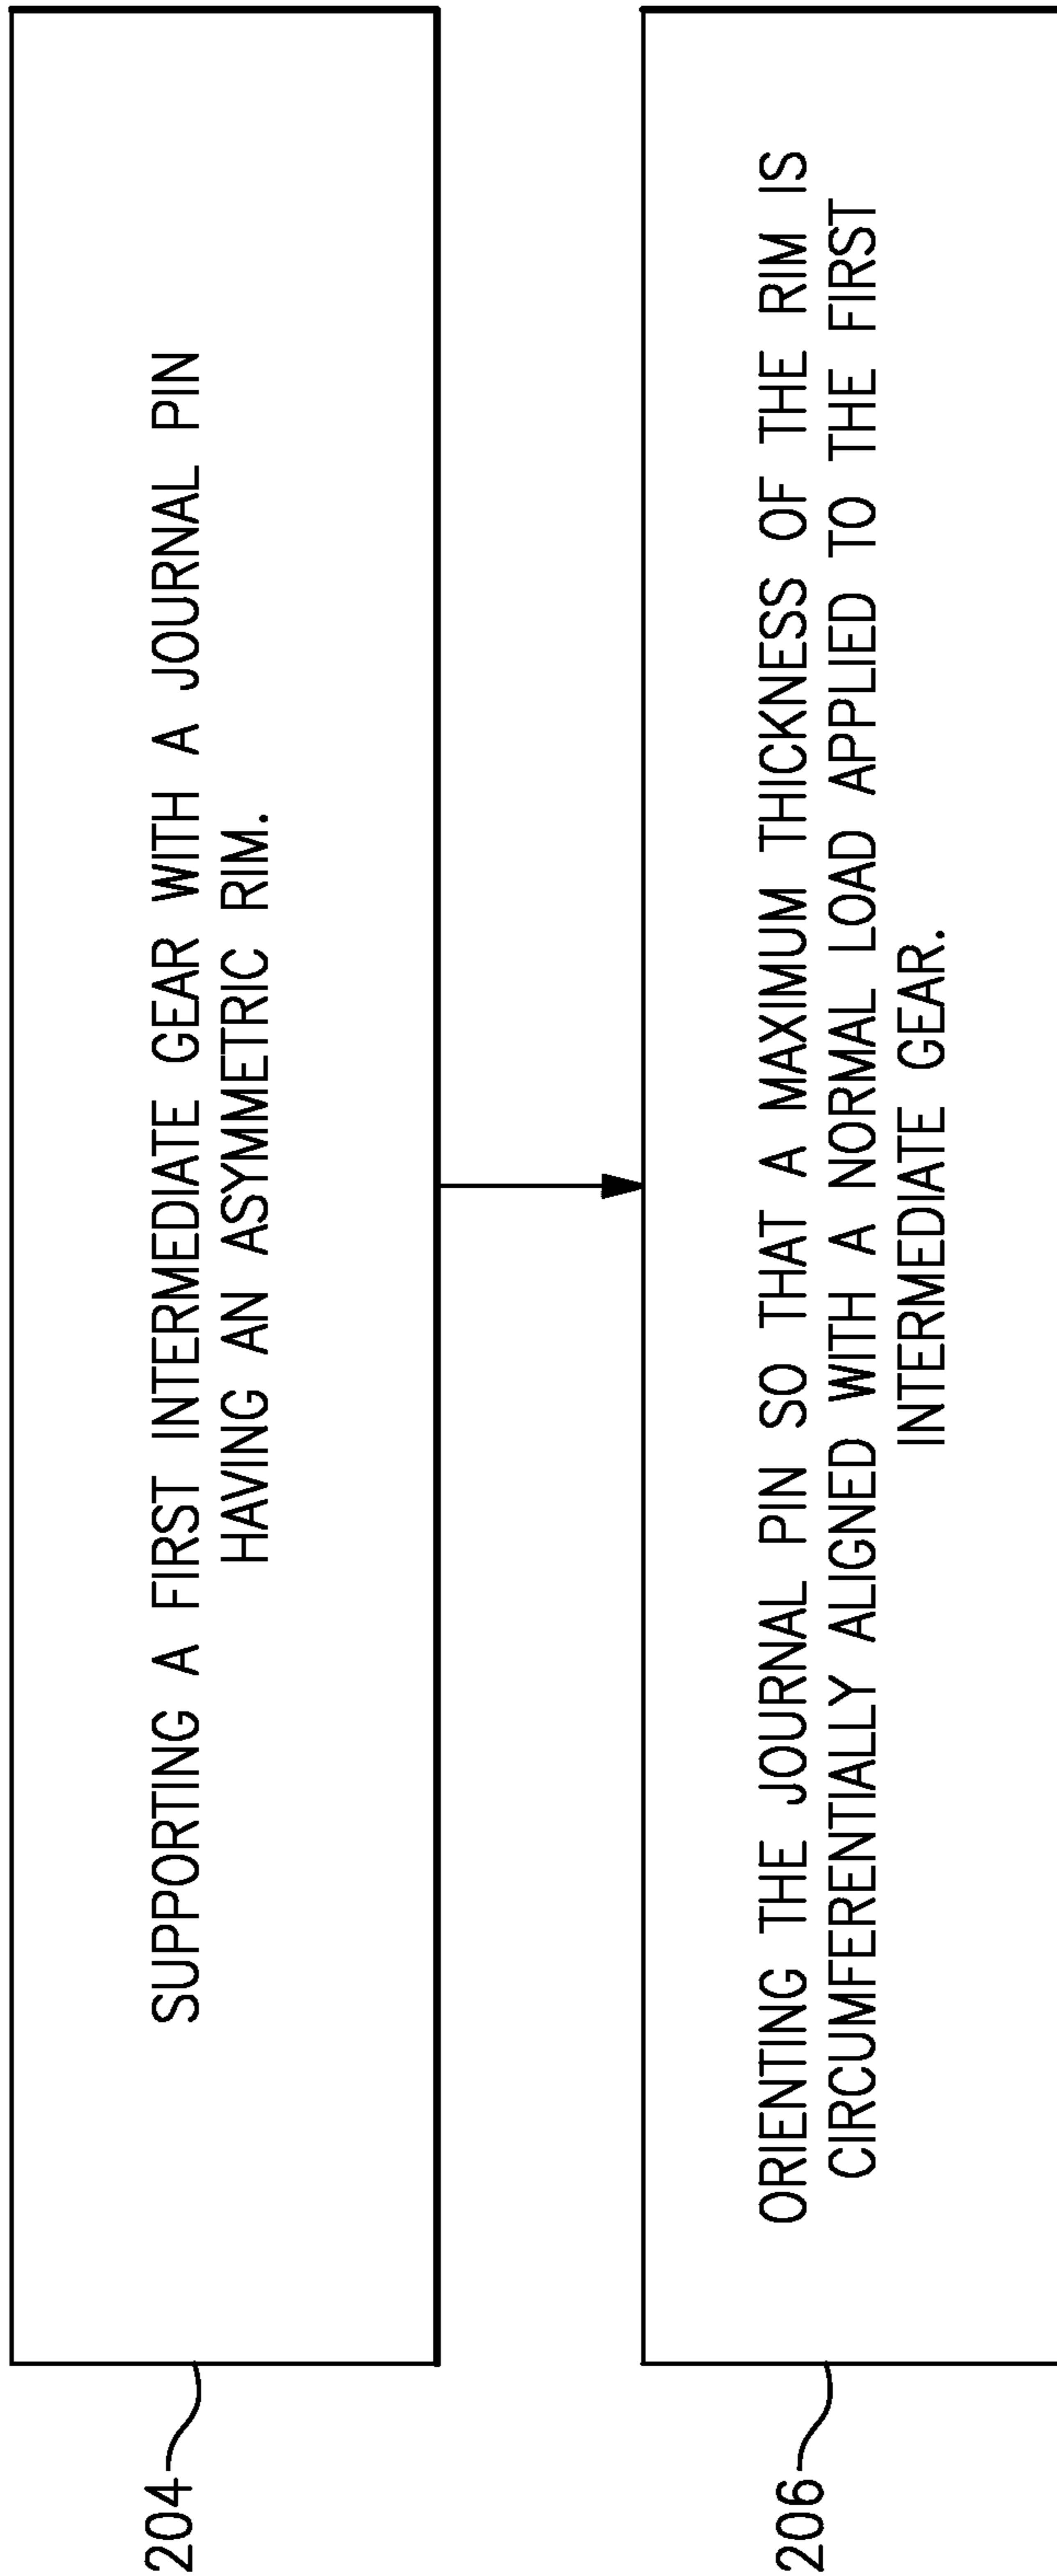 204
SUPPORTING A FIRST INTERMEDIATE GEAR WITH A JOURNAL PIN
HAVING AN ASYMMETRIC RIM.
206
ORIENTING THE JOURNAL PIN SO THAT A MAXIMUM THICKNESS OF THE RIM IS
CIRCUMFERENTIALLY ALIGNED WITH A NORMAL LOAD APPLIED TO THE FIRST
INTERMEDIATE GEAR.